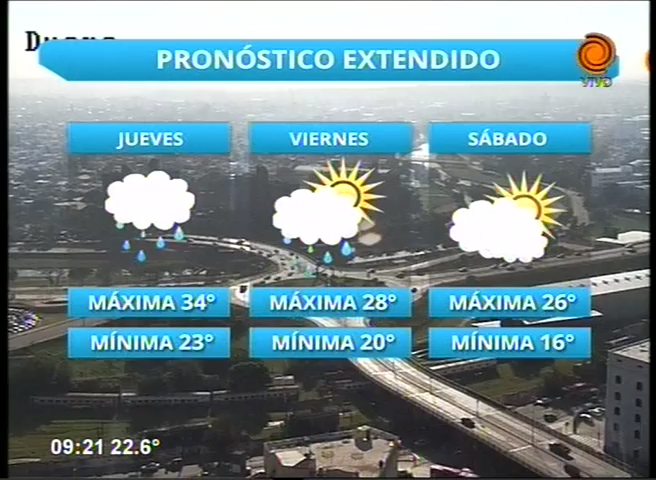 PRONÓSTICO EXTENDIDO
VIVO
JUEVES
VIERNES
SÁBADO
MÁXIMA 34°
MÁXIMA 28°
MÁXIMA 26°
MÍNIMA 23°
MÍNIMA 20°
MÍNIMA 16°
09:21 22.6°